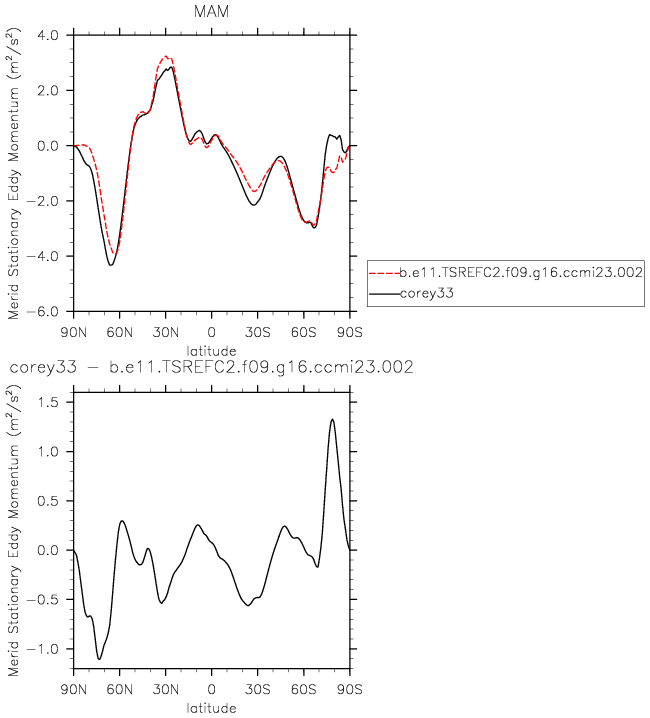 MAM
Merid Stationary Eddy Momentum (m²/s²)
4.0
2.0
0.0
−2.0
−4.0
−6.0
90N 60N 30N 0 30S 60S 90S
latitude
b.e11.TSREFC2.f09.g16.ccmi23.002
corey33
corey33 − b.e11.TSREFC2.f09.g16.ccmi23.002
Merid Stationary Eddy Momentum (m²/s²)
1.5
1.0
0.5
0.0
−0.5
−1.0
90N 60N 30N 0 30S 60S 90S
latitude